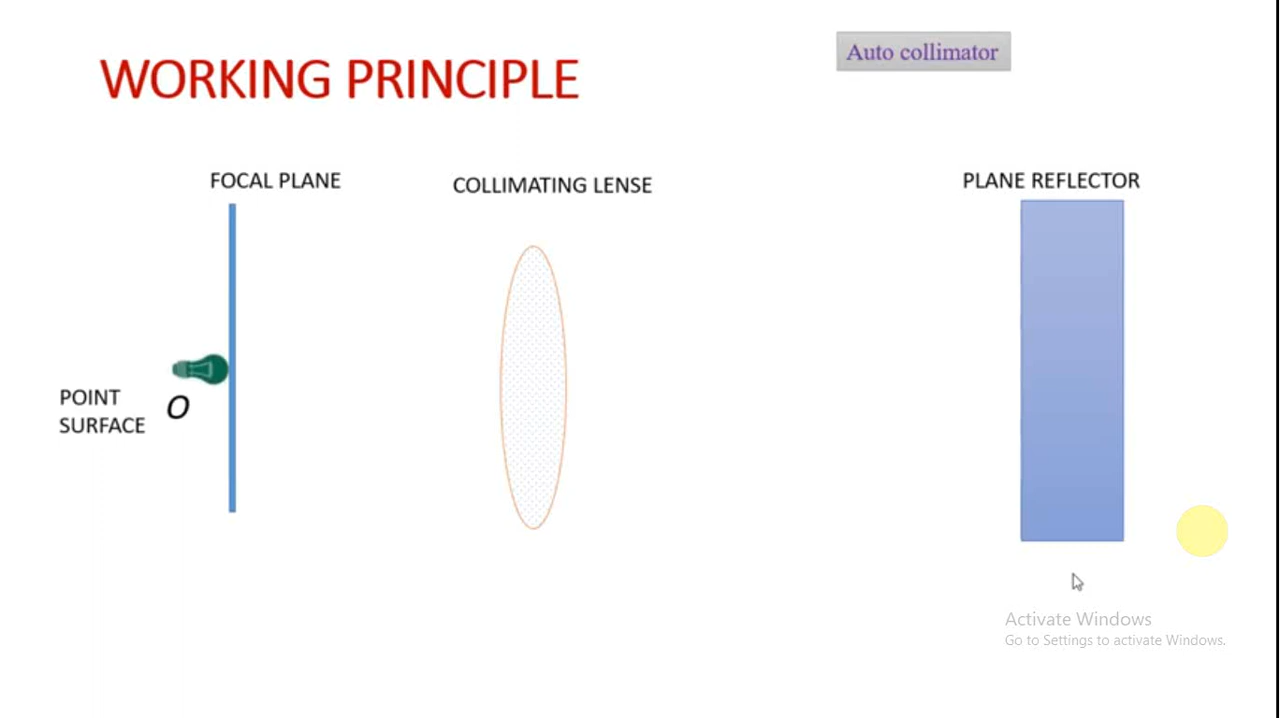 Auto collimator
WORKING PRINCIPLE
FOCAL PLANE
COLLIMATING LENSE
PLANE REFLECTOR
POINT
SURFACE
O
Activate Windows
Go to Settings to activate Windows.